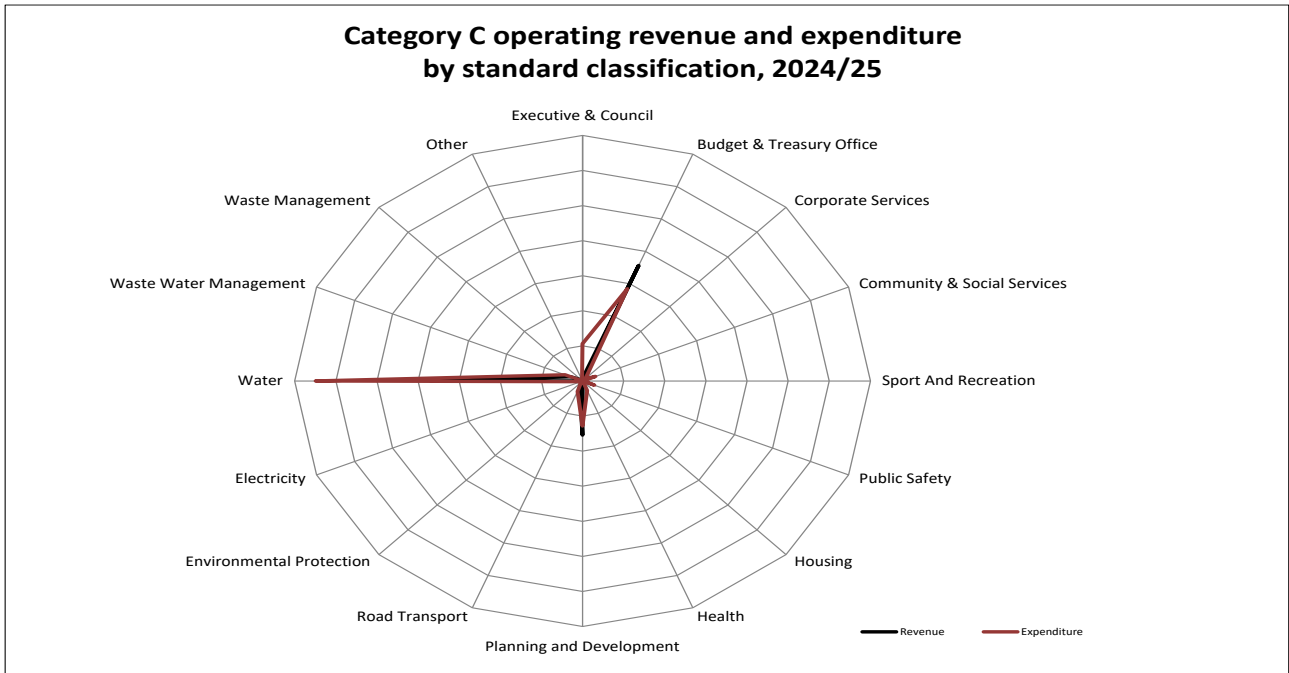 Category C operating revenue and expenditure
by standard classification, 2024/25
Executive & Council
Other
Budget & Treasury Office
Waste Management
Corporate Services
Waste Water Management
Community & Social Services
Water
Sport And Recreation
Electricity
Public Safety
Environmental Protection
Housing
Road Transport
Health
Planning and Development
Revenue
Expenditure